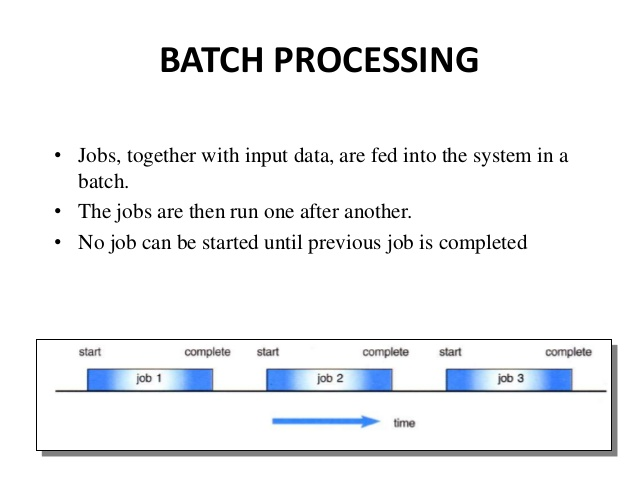 BATCH PROCESSING
• Jobs, together with input data, are fed into the system in a
batch.
• The jobs are then run one after another.
• No job can be started until previous job is completed
start complete start complete start complete
job 1 job 2 job 3
time